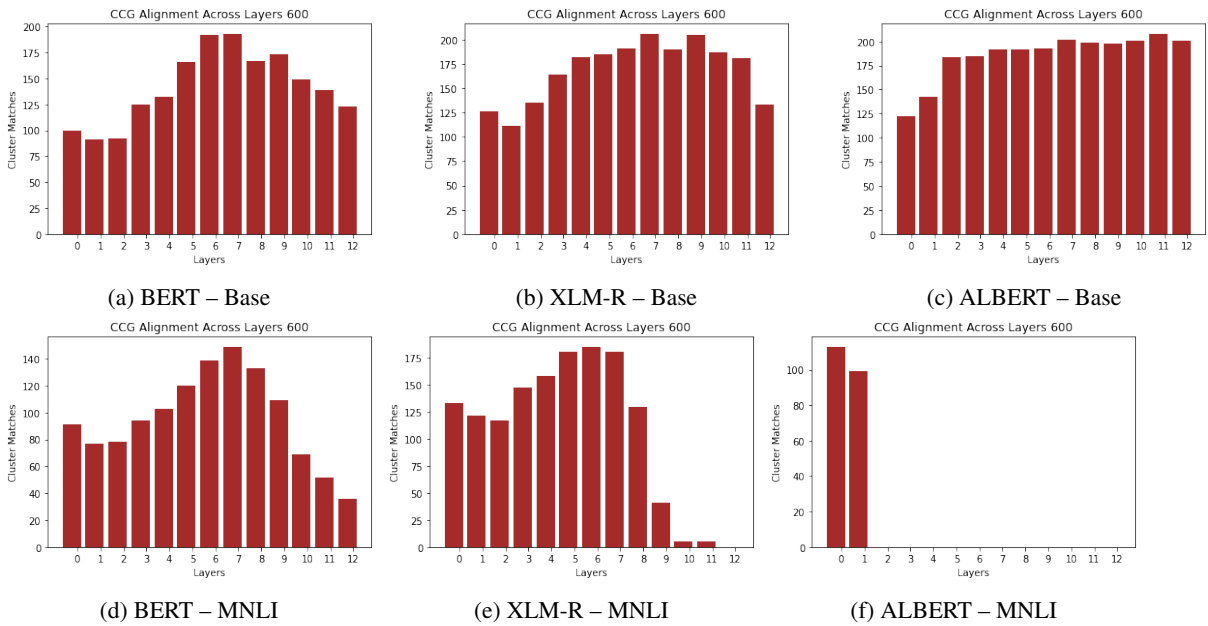 CCG Alignment Across Layers 600
Cluster Matches
200
175
150
125
100
75
50
25
0
0 1 2 3 4 5 6 7 8 9 10 11 12
Layers
(a) BERT – Base
CCG Alignment Across Layers 600
Cluster Matches
200
175
150
125
100
75
50
25
0
0 1 2 3 4 5 6 7 8 9 10 11 12
Layers
(b) XLM-R – Base
CCG Alignment Across Layers 600
Cluster Matches
200
175
150
125
100
75
50
25
0
0 1 2 3 4 5 6 7 8 9 10 11 12
Layers
(c) ALBERT – Base
CCG Alignment Across Layers 600
Cluster Matches
140
120
100
80
60
40
20
0
0 1 2 3 4 5 6 7 8 9 10 11 12
Layers
(d) BERT – MNLI
CCG Alignment Across Layers 600
Cluster Matches
175
150
125
100
75
50
25
0
0 1 2 3 4 5 6 7 8 9 10 11 12
Layers
(e) XLM-R – MNLI
CCG Alignment Across Layers 600
Cluster Matches
100
80
60
40
20
0
0 1 2 3 4 5 6 7 8 9 10 11 12
Layers
(f) ALBERT – MNLI